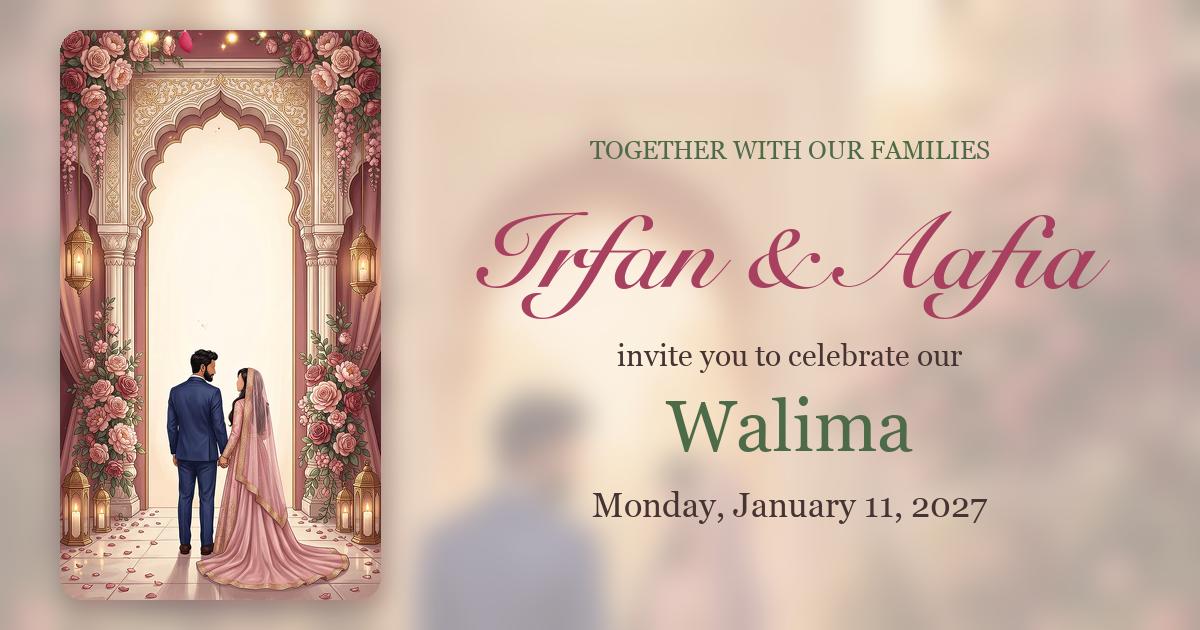 TOGETHER WITH OUR FAMILIES
Irfan & Aafia
invite you to celebrate our
Walima
Monday, January 11, 2027